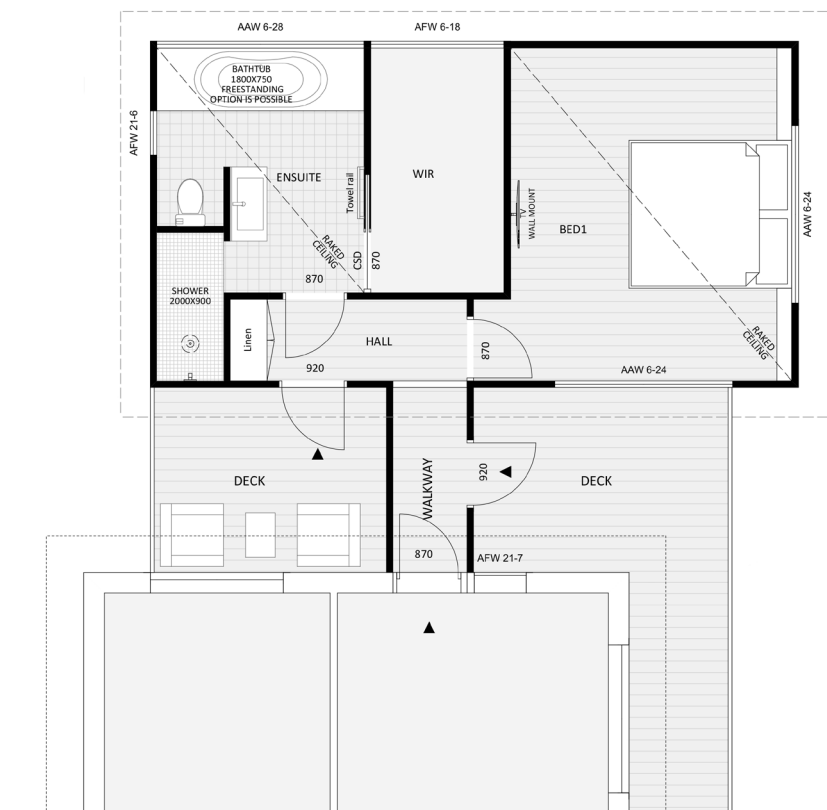 AAW 6-28
AFW 6-18
BATHTUB
1800X750
FREESTANDING
OPTION IS POSSIBLE
AFW 21-6
ENSUITE
Towel rail
WIR
TV
WALL MOUNT
BED1
AAW 6-24
RAKED
CEILING
CSD
870
870
SHOWER
2000X900
Linen
HALL
870
920
RAKED
CEILING
AAW 6-24
DECK
WALKWAY
920
DECK
870
AFW 21-7